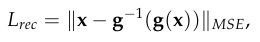 L_{rec} = ‖x − g^{-1}(g(x))‖_{MSE},